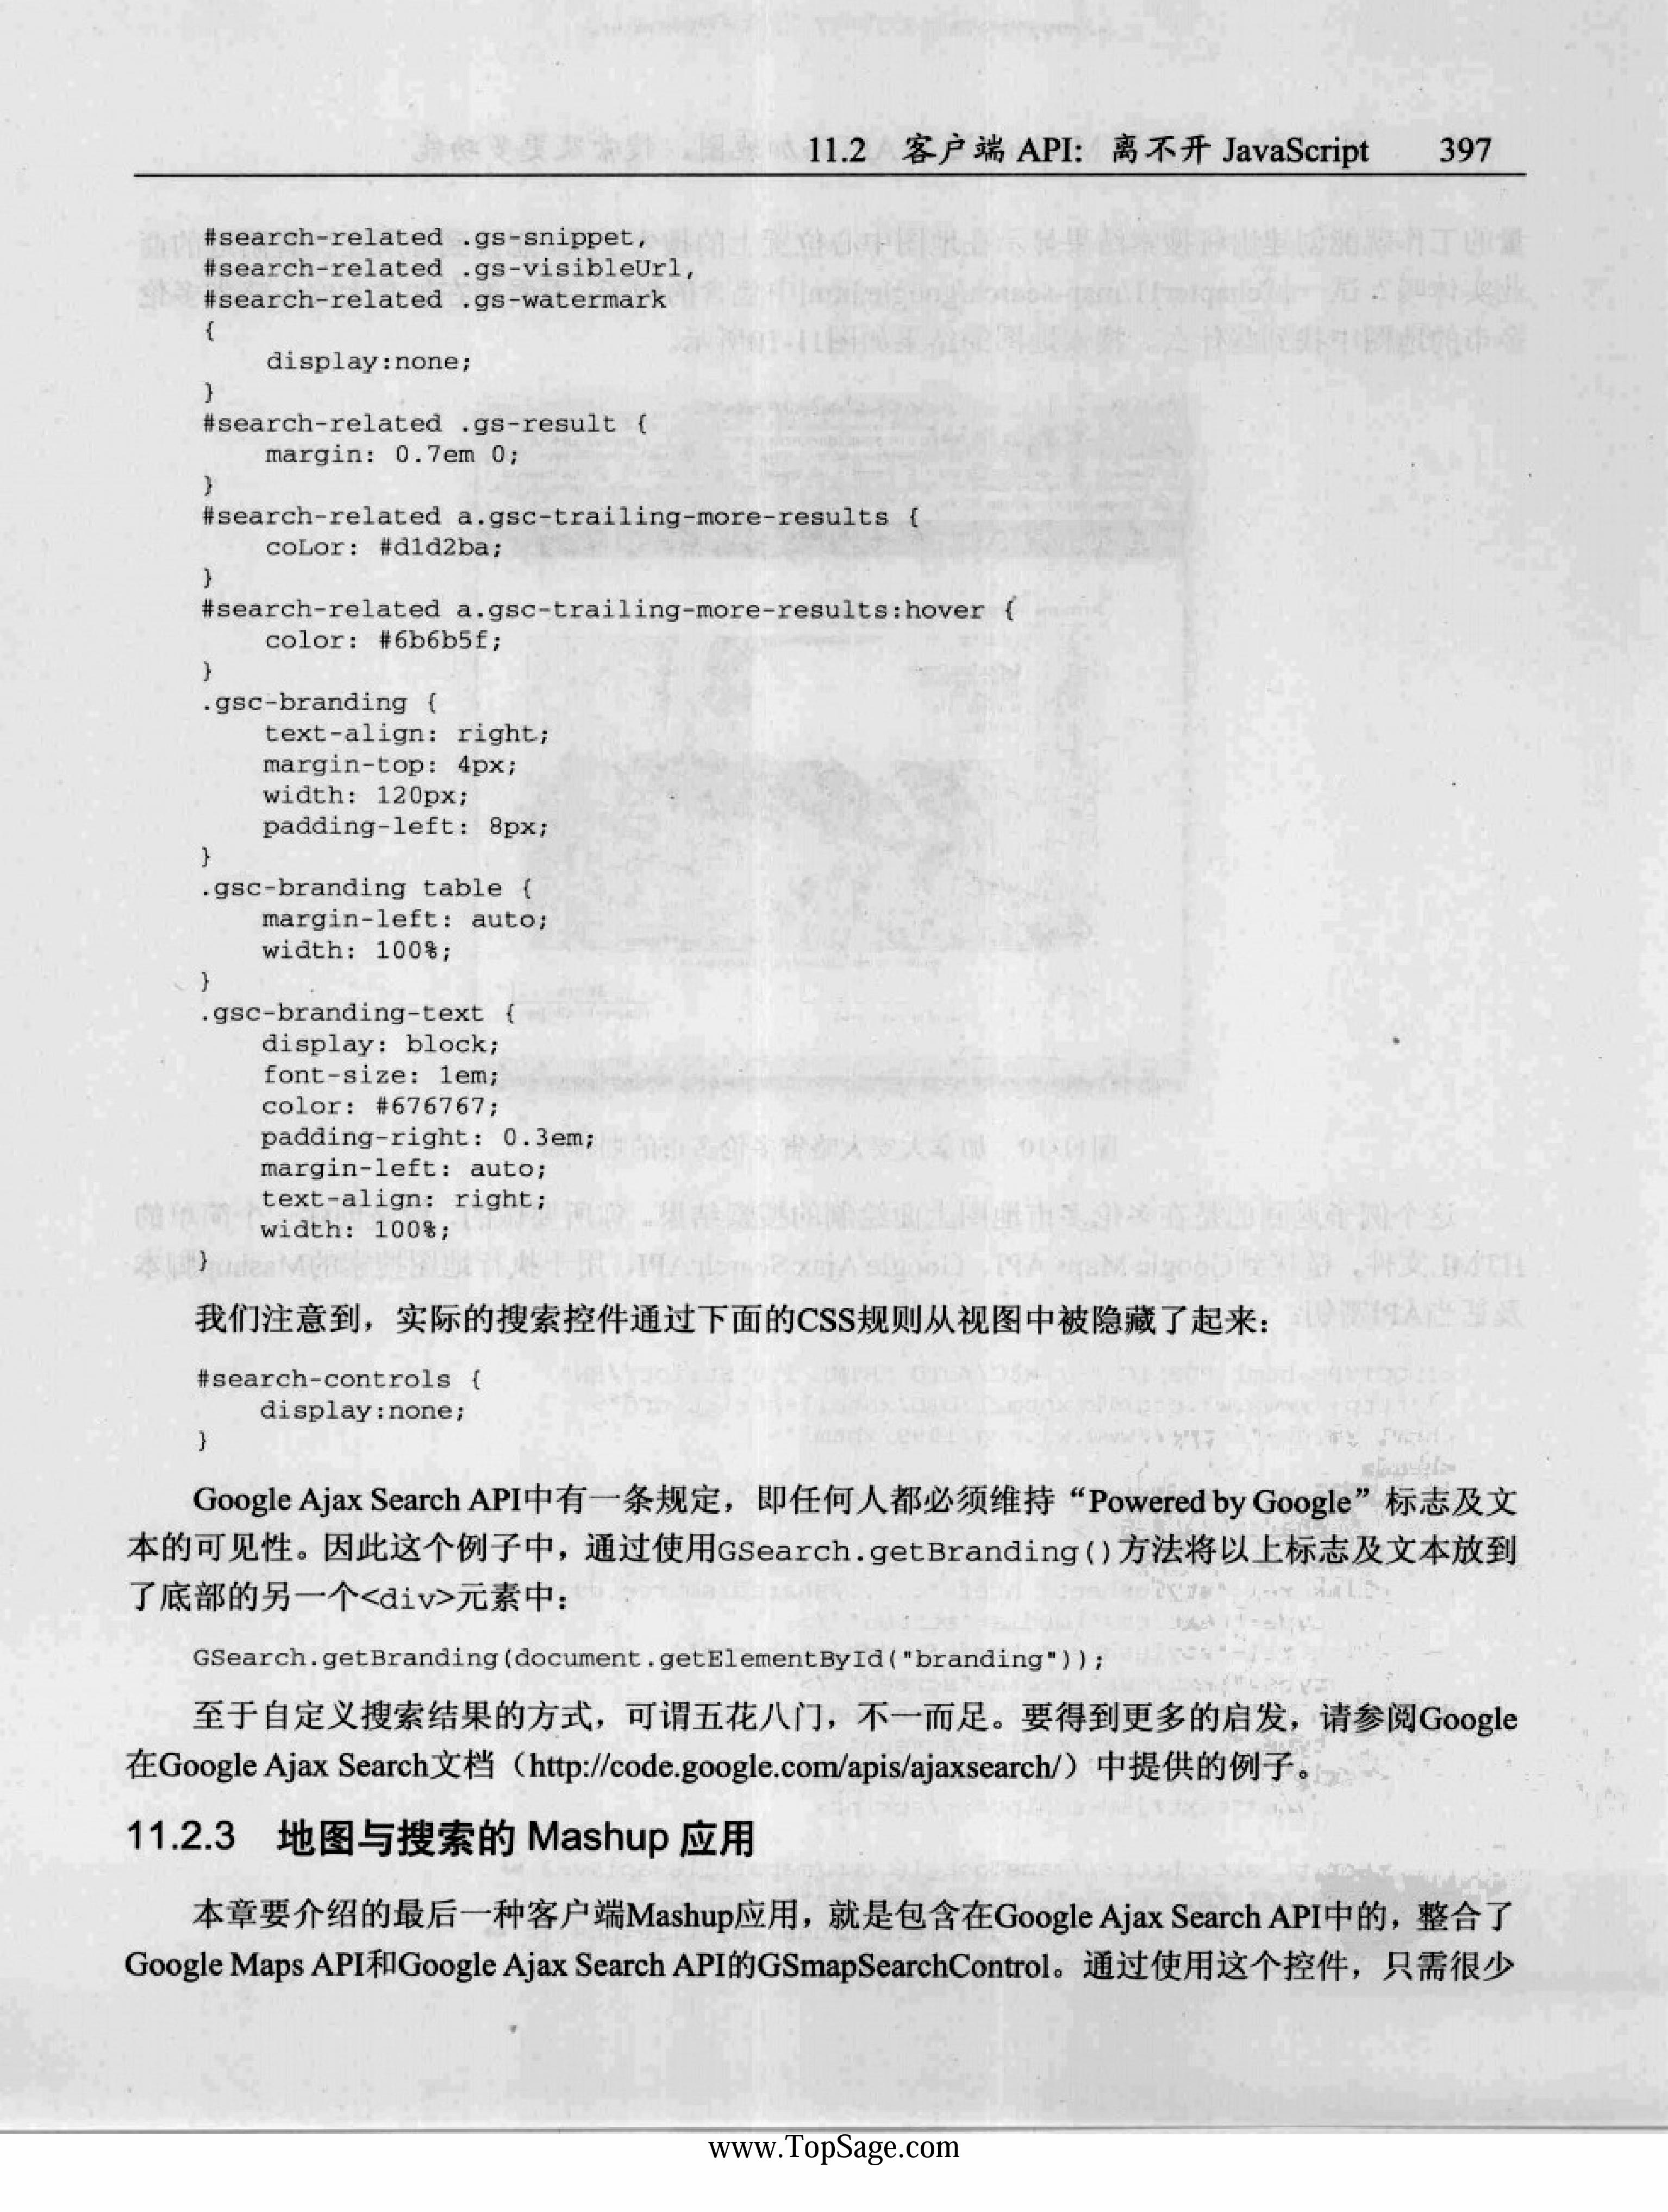 11.2 客户端 API: 离不开 JavaScript 397
#search-related .gs-snippet,
#search-related .gs-visibleUrl,
#search-related .gs-watermark
{
    display:none;
}
#search-related .gs-result {
    margin: 0.7em 0;
}
#search-related a.gsc-trailing-more-results {
    coLor: #d1d2ba;
}
#search-related a.gsc-trailing-more-results:hover {
    color: #6b6b5f;
}
.gsc-branding {
    text-align: right;
    margin-top: 4px;
    width: 120px;
    padding-left: 8px;
}
.gsc-branding table {
    margin-left: auto;
    width: 100%;
}
.gsc-branding-text {
    display: block;
    font-size: 1em;
    color: #676767;
    padding-right: 0.3em;
    margin-left: auto;
    text-align: right;
    width: 100%;
}
我们注意到，实际的搜索控件通过下面的CSS规则从视图中被隐藏了起来：
#search-controls {
    display:none;
}
Google Ajax Search API中有一条规定，即任何人都必须维持“Powered by Google”标志及文
本的可见性。因此这个例子中，通过使用GSearch.getBranding()方法将以上标志及文本放到
了底部的另一个<div>元素中：
GSearch.getBranding(document.getElementById("branding"));
至于自定义搜索结果的方式，可谓五花八门，不一而足。要得到更多的启发，请参阅Google
在Google Ajax Search文档（http://code.google.com/apis/ajaxsearch/）中提供的例子。
11.2.3 地图与搜索的 Mashup 应用
本章要介绍的最后一种客户端Mashup应用，就是包含在Google Ajax Search API中的，整合了
Google Maps API和Google Ajax Search API的GSmapSearchControl。通过使用这个控件，只需很少
www.TopSage.com